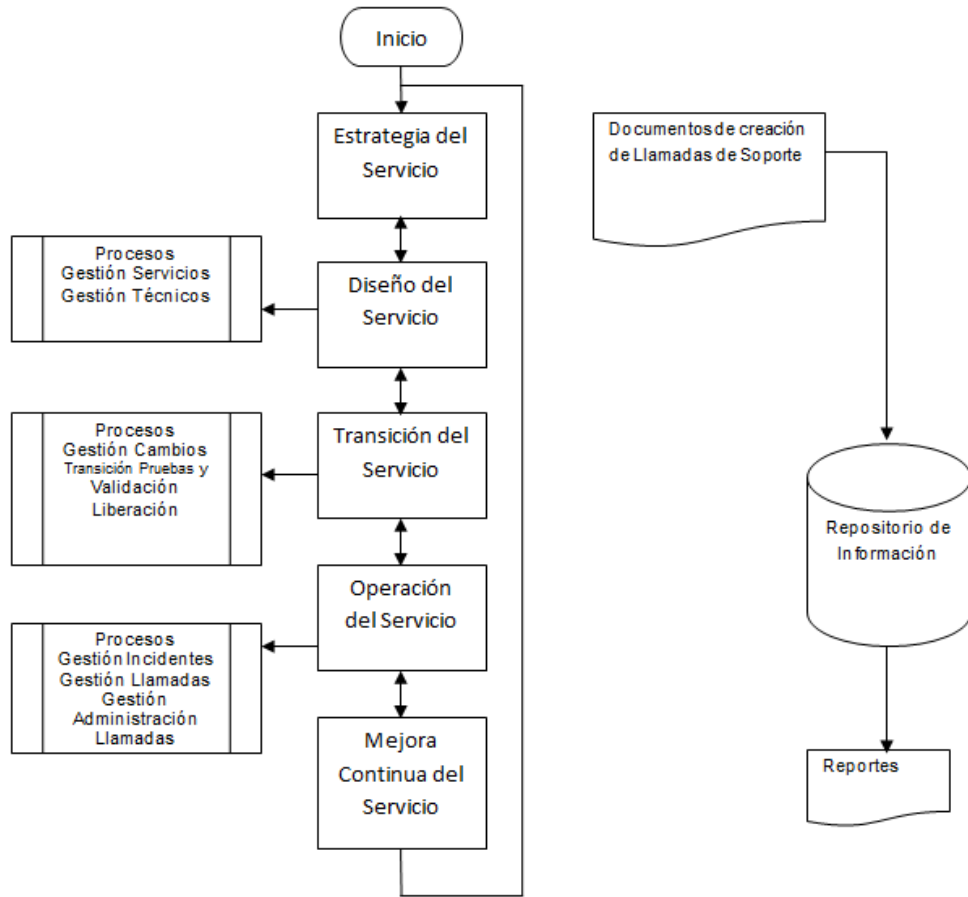 Inicio
Estrategia del
Servicio
Documentos de creación
de Llamadas de Soporte
Procesos
Gestión Servicios
Gestión Técnicos
Diseño del
Servicio
Procesos
Gestión Cambios
Transición Pruebas y
Validación
Liberación
Transición del
Servicio
Repositorio de
Información
Operación
del Servicio
Procesos
Gestión Incidentes
Gestión Llamadas
Gestión
Administración
Llamadas
Mejora
Continua del
Servicio
Reportes